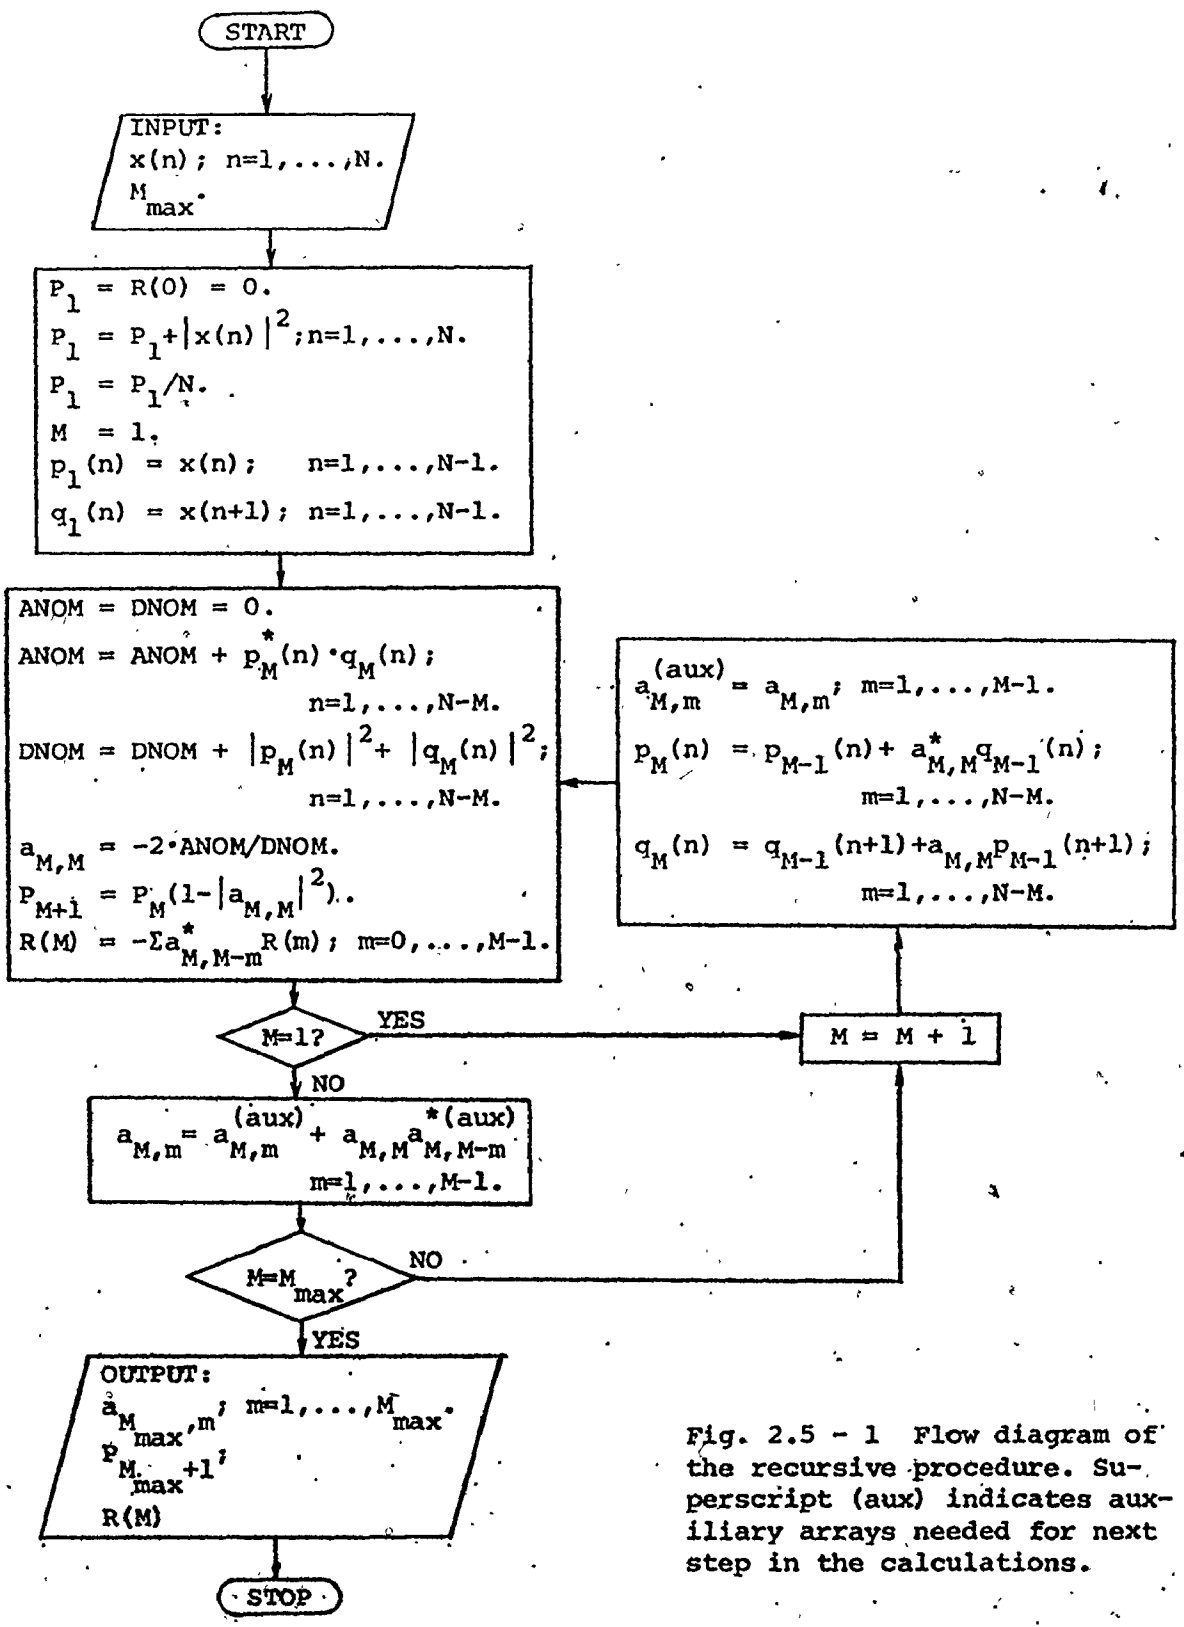 START
INPUT:
x(n); n=1,...,N.
M_max.
P_1 = R(0) = 0.
P_1 = P_1+|x(n)|^2;n=1,...,N.
P_1 = P_1/N.
M = 1.
p_1(n) = x(n); n=1,...,N-1.
q_1(n) = x(n+1); n=1,...,N-1.
ANOM = DNOM = 0.
ANOM = ANOM + p_M^*(n)·q_M(n);
n=1,...,N-M.
DNOM = DNOM + |p_M(n)|^2+ |q_M(n)|^2;
n=1,...,N-M.
a_M,M = -2·ANOM/DNOM.
P_M+1 = P_M(1-|a_M,M|^2).
R(M) = -Σa^*_M,M-m R(m); m=0,...,M-1.
M=1?
YES
NO
M = M + 1
a_M,m^(aux) = a_M,m; m=1,...,M-1.
p_M(n) = p_M-1(n)+ a^*_M,M q_M-1(n);
m=1,...,N-M.
q_M(n) = q_M-1(n+1)+a_M,M p_M-1(n+1);
m=1,...,N-M.
a_M,m = a_M,m^(aux) + a_M,M a_M,M-m^*(aux)
m=1,...,M-1.
M=M_max?
NO
YES
OUTPUT:
a_M_max,m; m=1,...,M_max.
P_M_max+1;
R(M)
STOP
Fig. 2.5 - 1 Flow diagram of
the recursive procedure. Su-
perscript (aux) indicates aux-
iliary arrays needed for next
step in the calculations.